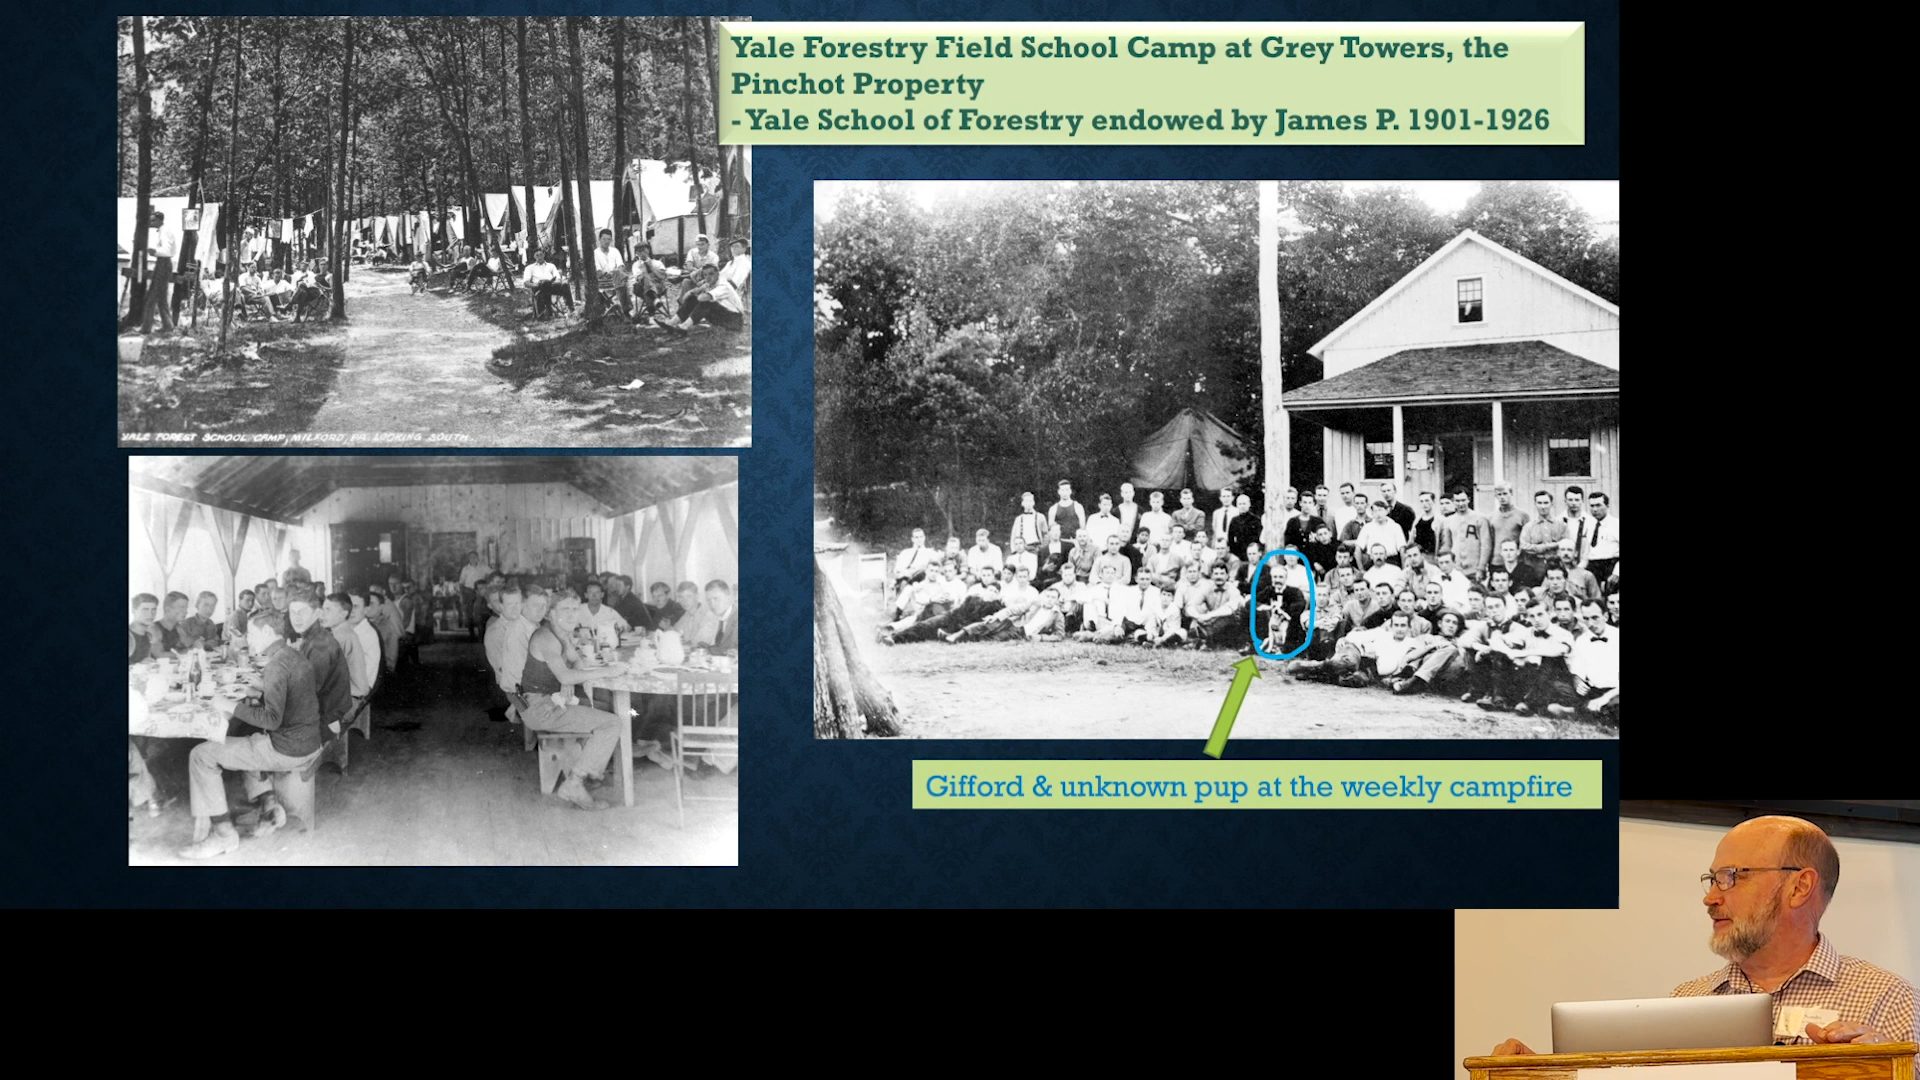 Yale Forestry Field School Camp at Grey Towers, the
Pinchot Property
- Yale School of Forestry endowed by James P. 1901-1926
YALE FOREST SCHOOL CAMP, MILFORD, PA. LOOKING SOUTH.
A
Gifford & unknown pup at the weekly campfire